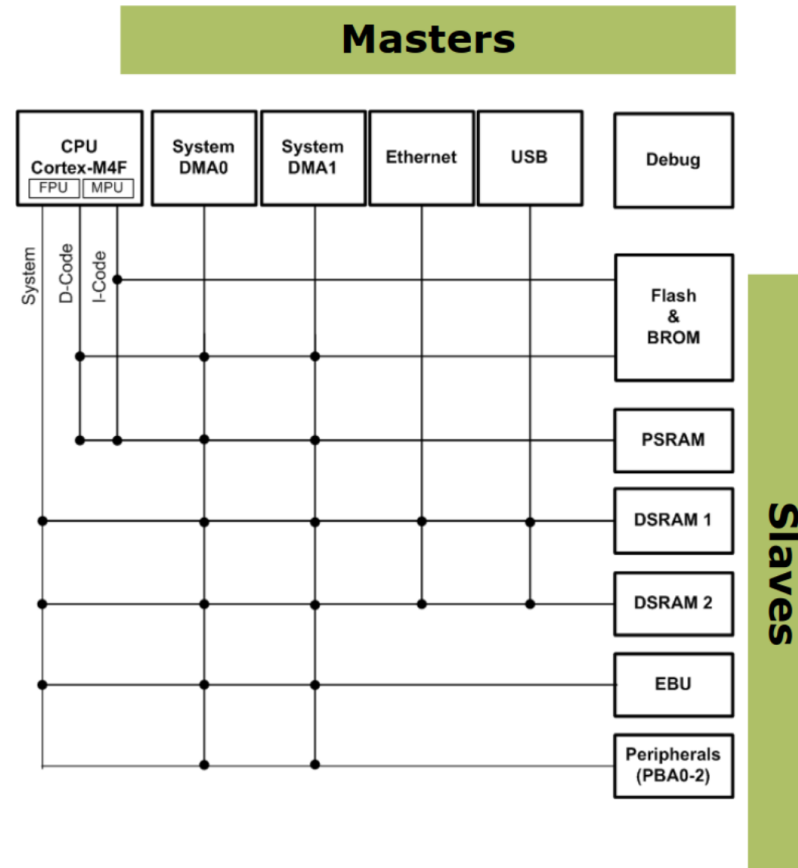 Masters
CPU
Cortex-M4F
FPU MPU
System
DMA0
System
DMA1
Ethernet
USB
Debug
System
D-Code
I-Code
Flash
&
BROM
PSRAM
DSRAM 1
DSRAM 2
EBU
Peripherals
(PBA0-2)
Slaves